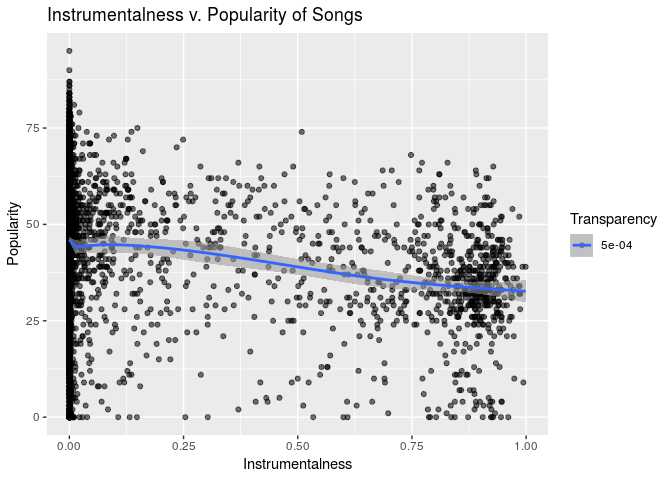 Instrumentalness v. Popularity of Songs
Popularity
75
50
25
0
0.00
0.25
0.50
0.75
1.00
Instrumentalness
Transparency
5e-04